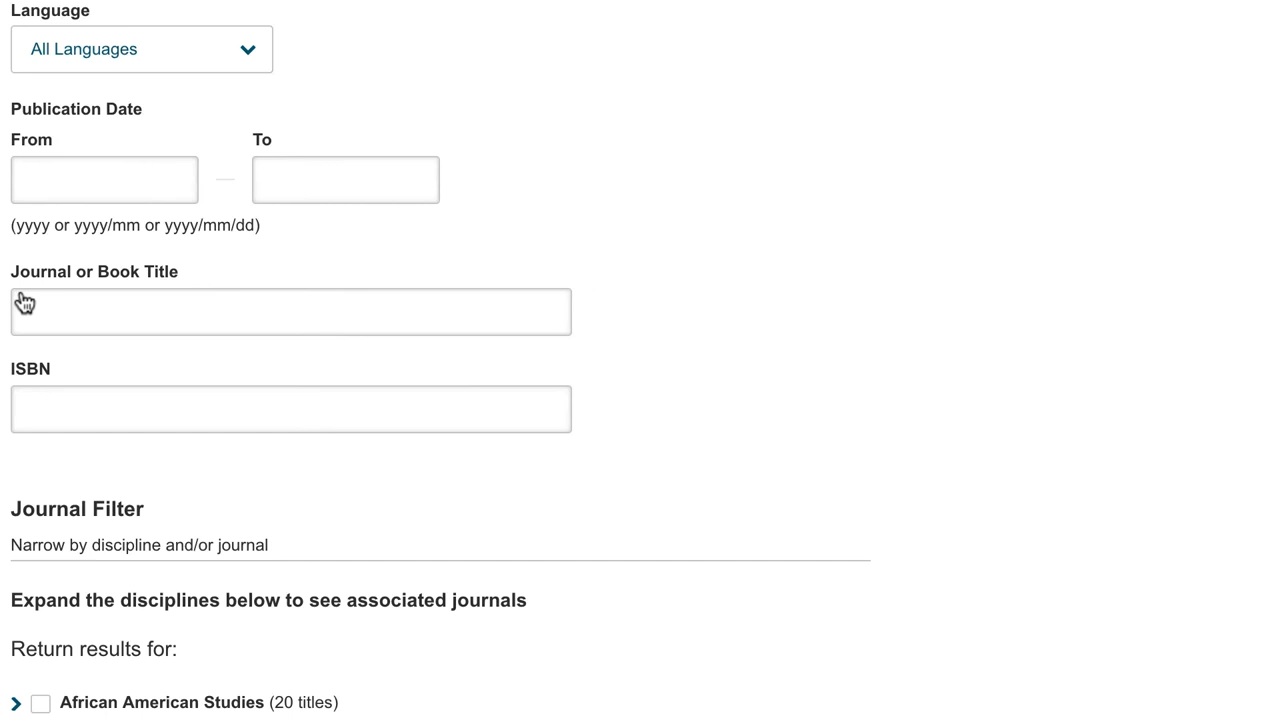 Language
All Languages
Publication Date
From To
(yyyy or yyyy/mm or yyyy/mm/dd)
Journal or Book Title
ISBN
Journal Filter
Narrow by discipline and/or journal
Expand the disciplines below to see associated journals
Return results for:
African American Studies (20 titles)